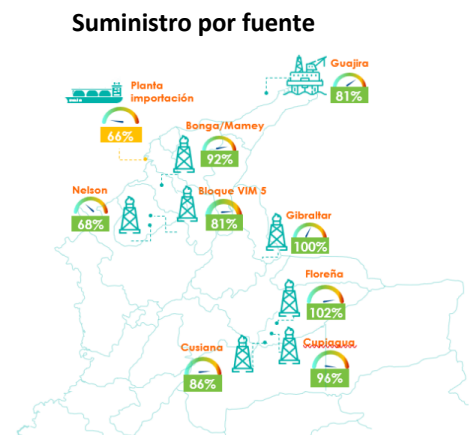 Suministro por fuente
Guajira
81%
Planta
importación
66%
Bonga/Mamey
92%
Nelson
68%
Bloque VIM 5
81%
Gibraltar
100%
Floreña
102%
Cusiana
86%
Cupiagua
96%